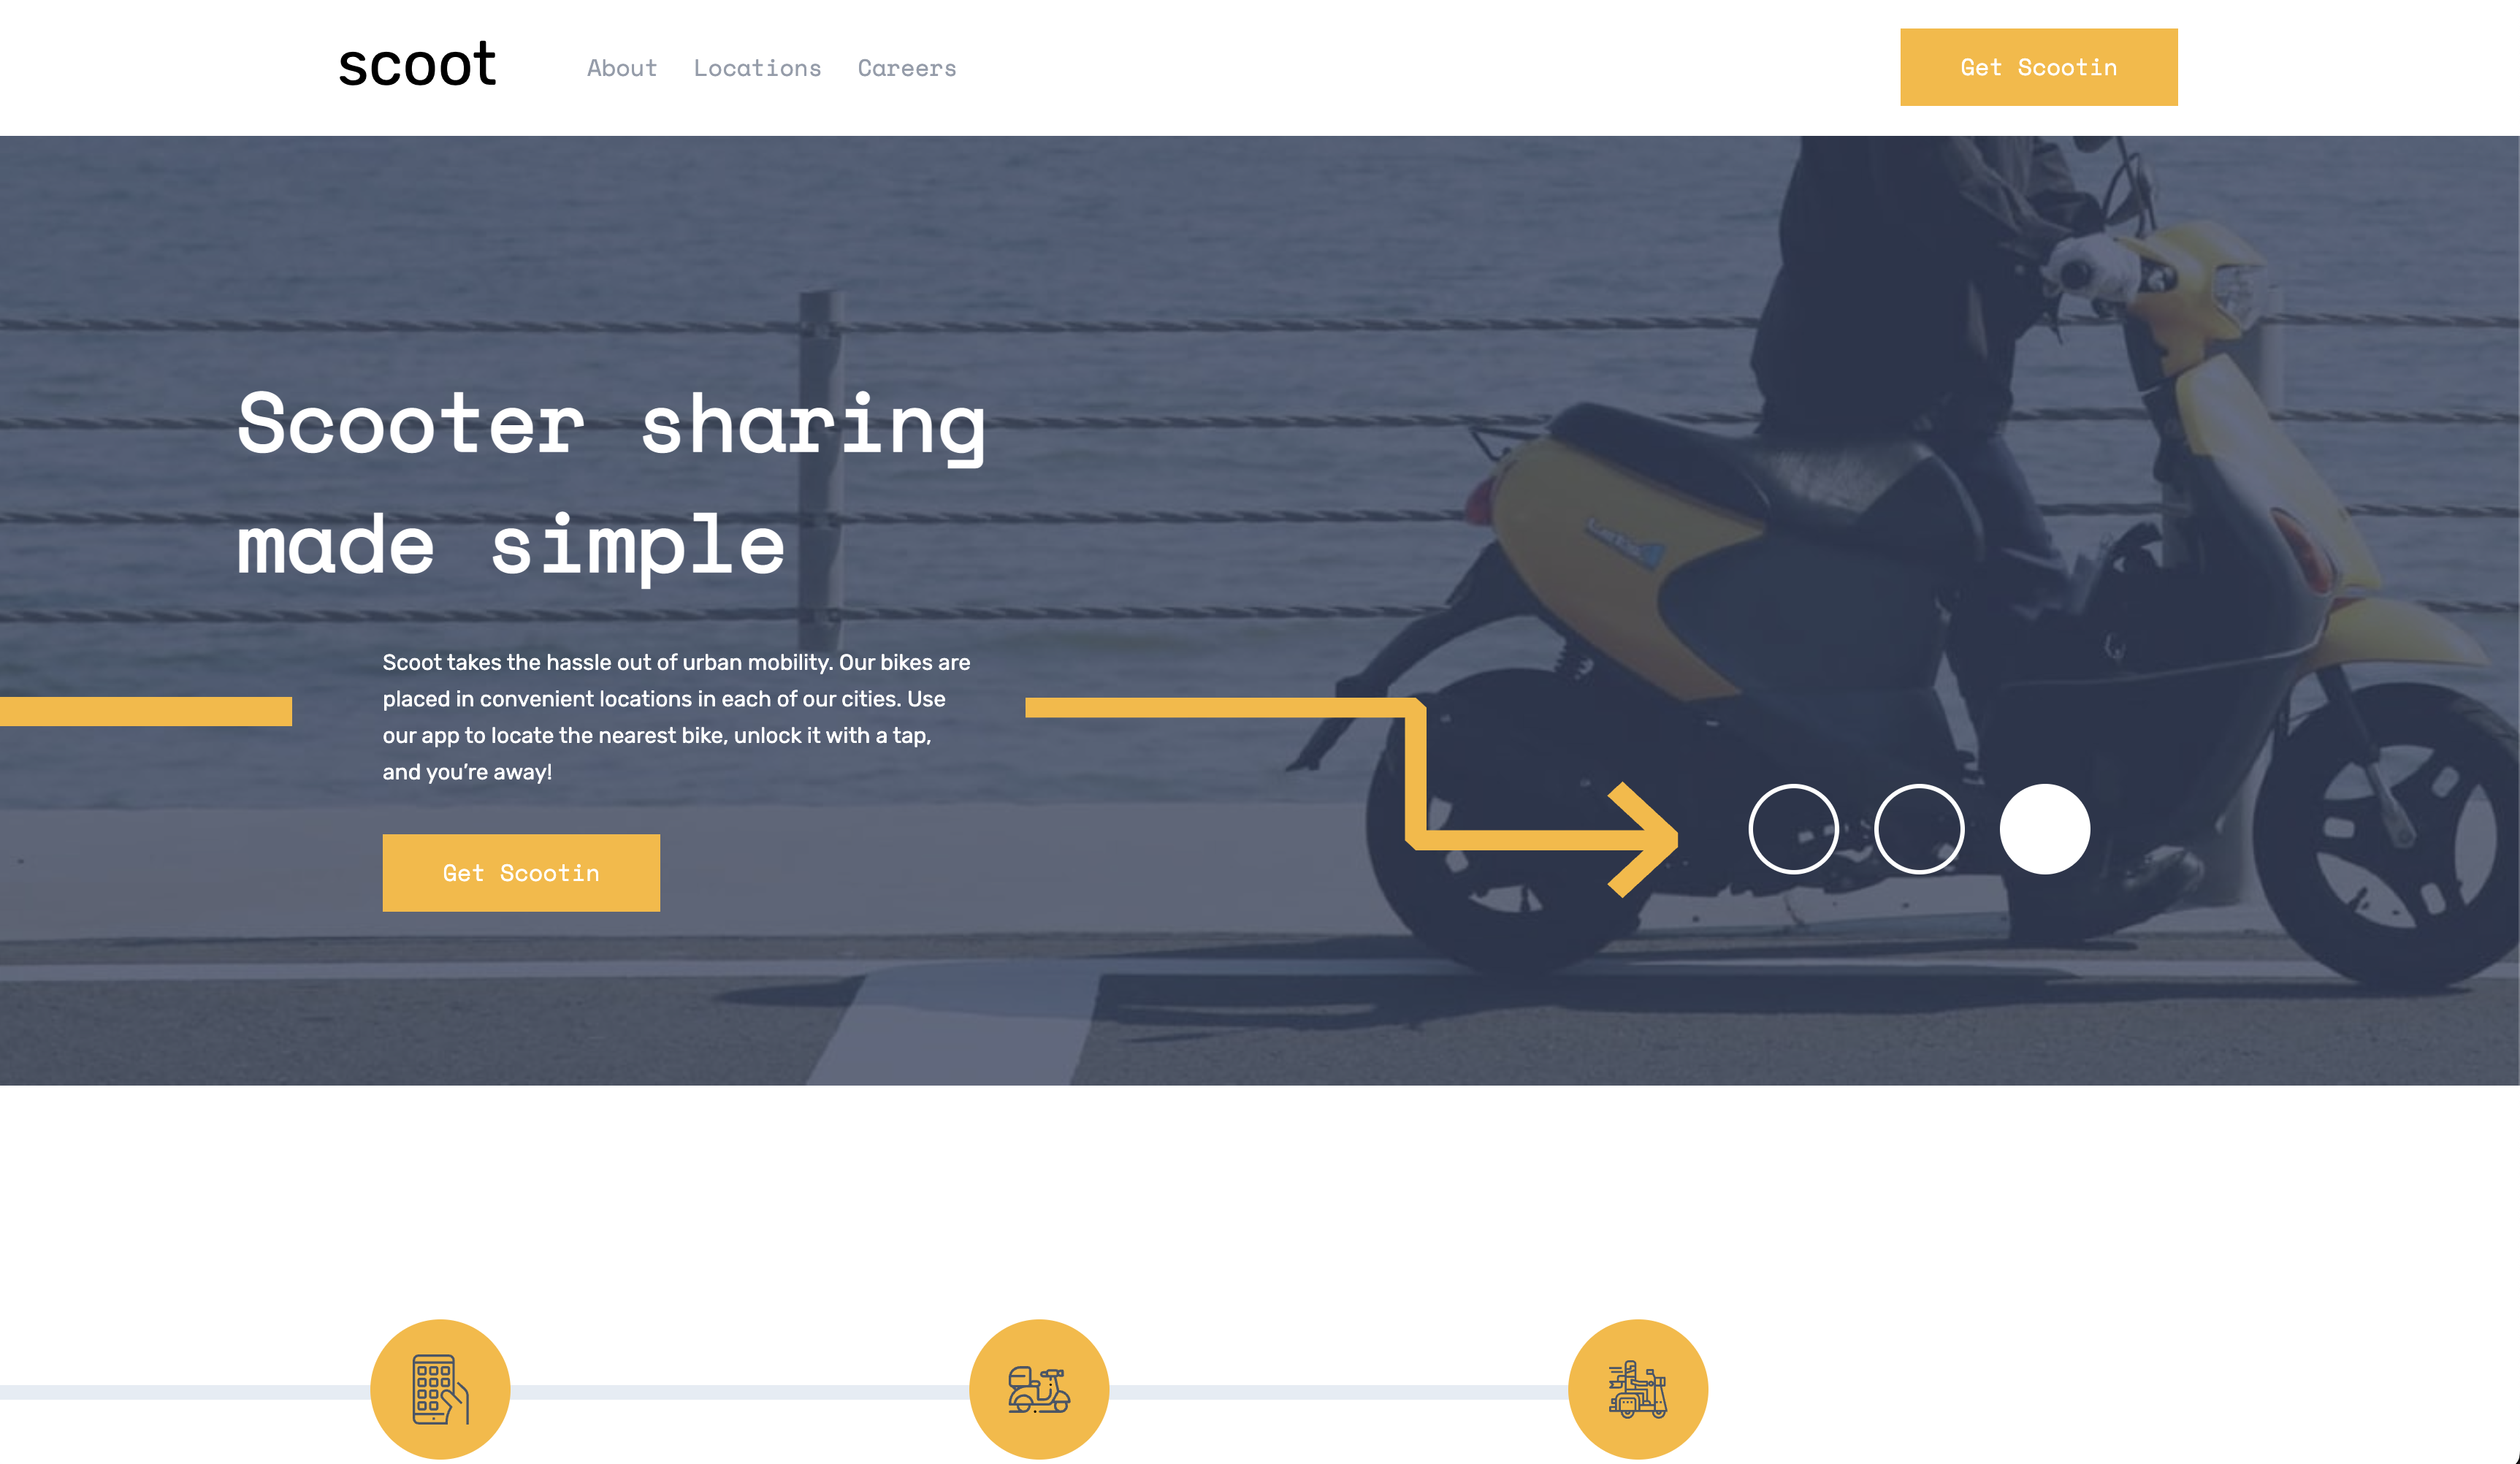 scoot
About Locations Careers
Get Scootin
Scooter sharing
made simple
Scoot takes the hassle out of urban mobility. Our bikes are
placed in convenient locations in each of our cities. Use
our app to locate the nearest bike, unlock it with a tap,
and you’re away!
Get Scootin